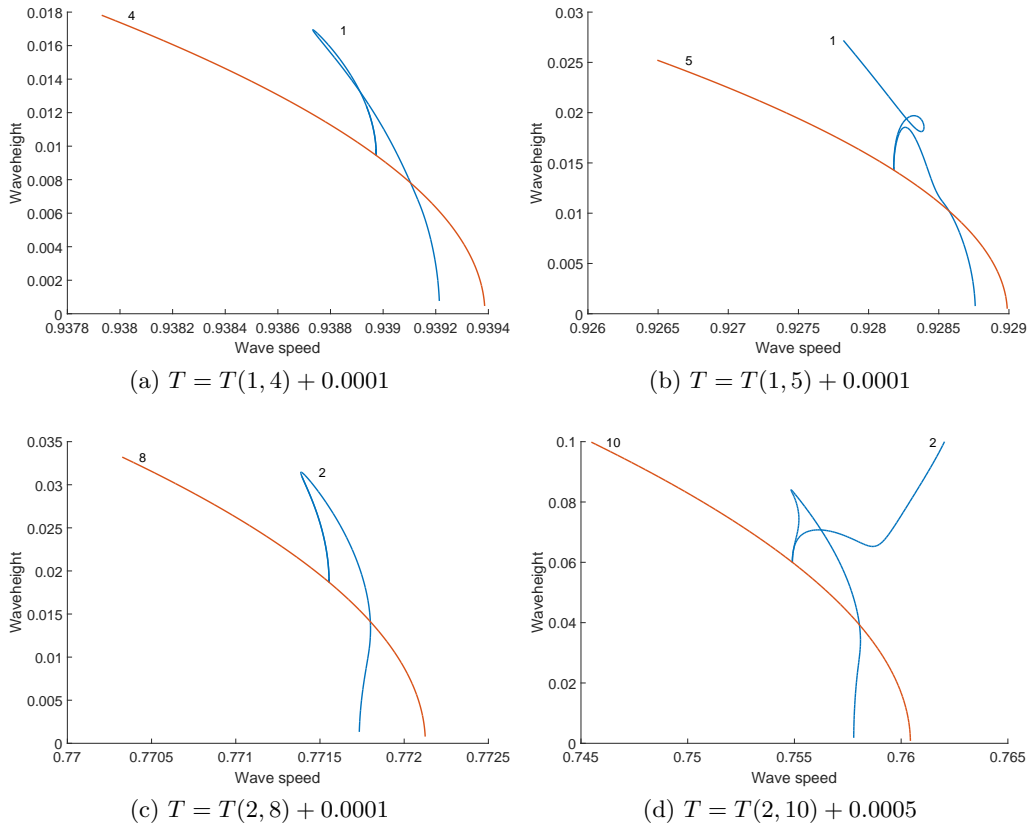 0.018
0.016
0.014
0.012
0.01
0.008
0.006
0.004
0.002
0
Waveheight
4
1
0.9378 0.938 0.9382 0.9384 0.9386 0.9388 0.939 0.9392 0.9394
Wave speed
(a) T = T(1, 4) + 0.0001
0.03
0.025
0.02
0.015
0.01
0.005
0
Waveheight
1
5
0.926 0.9265 0.927 0.9275 0.928 0.9285 0.929
Wave speed
(b) T = T(1, 5) + 0.0001
0.035
0.03
0.025
0.02
0.015
0.01
0.005
0
Waveheight
8
2
0.77 0.7705 0.771 0.7715 0.772 0.7725
Wave speed
(c) T = T(2, 8) + 0.0001
0.1
0.08
0.06
0.04
0.02
0
Waveheight
10
2
0.745 0.75 0.755 0.76 0.765
Wave speed
(d) T = T(2, 10) + 0.0005